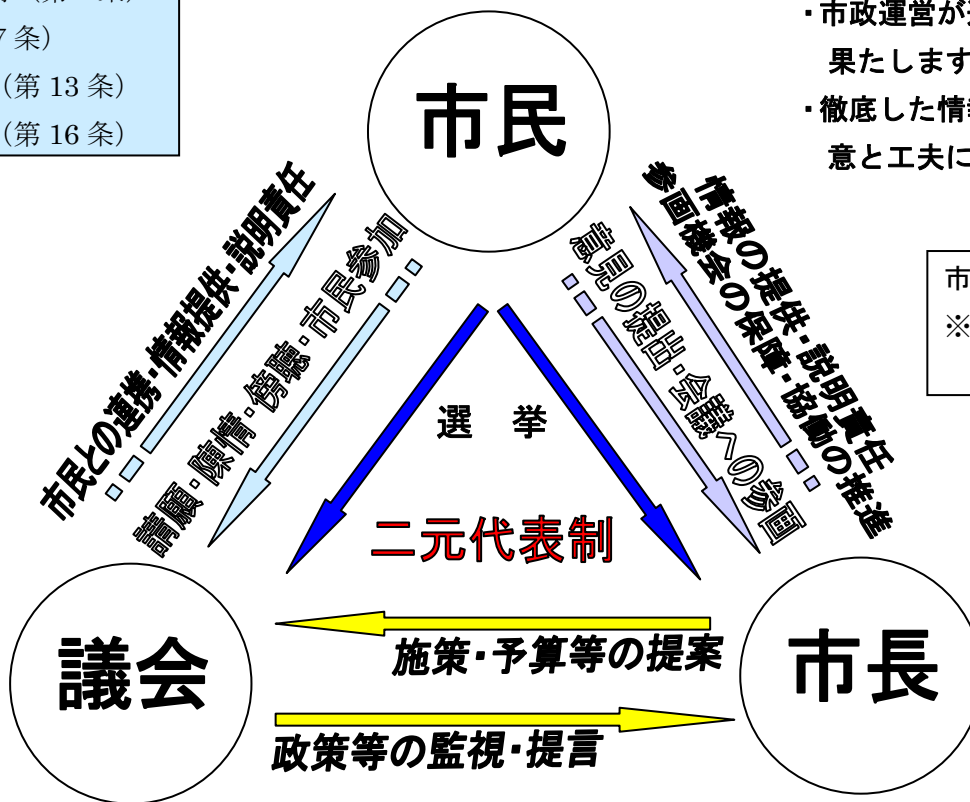 7 条）
（第 13 条）
（第 16 条）
・市政運営が
果たします
・徹底した情
意と工夫に
市
※
市民
市民との連携・情報提供・説明責任
請願・陳情・傍聴・市民参加
意見の提出・会議への参画
情報の提供・説明責任
参画機会の保障・協働の推進
選　挙
二元代表制
議会
市長
施策・予算等の提案
政策等の監視・提言